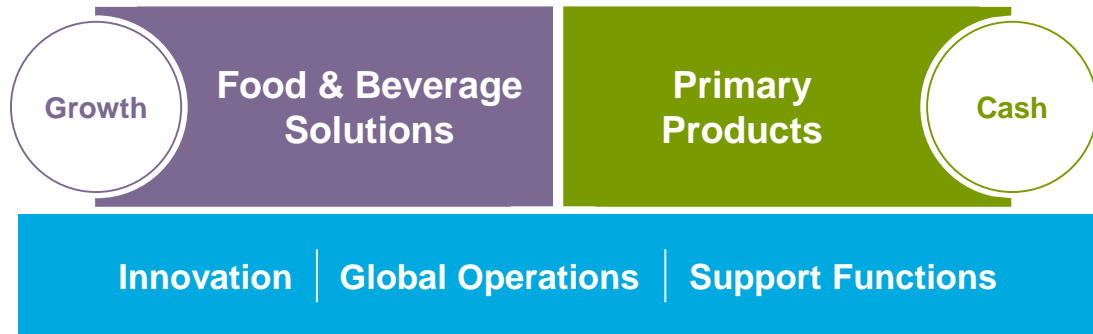 Growth
Food & Beverage
Solutions
Primary
Products
Cash
Innovation
Global Operations
Support Functions